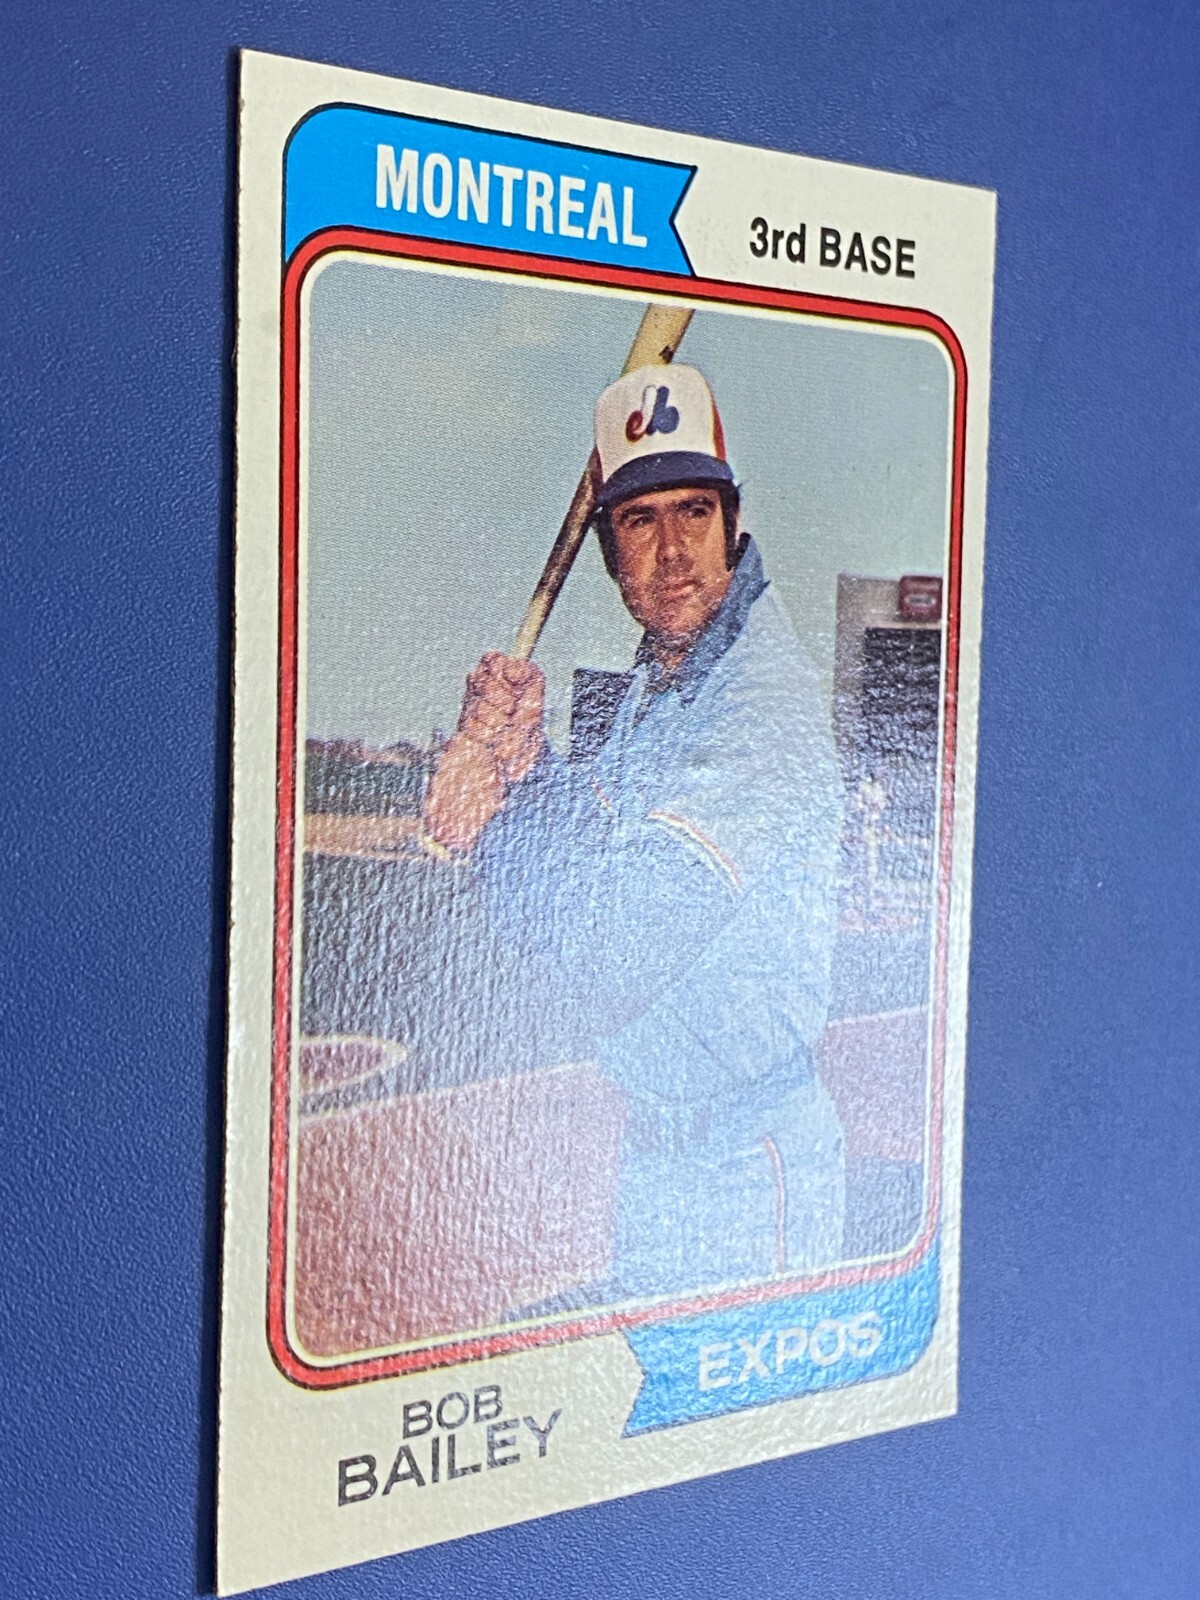 MONTREAL
3rd BASE
EXPOS
BOB
BAILEY